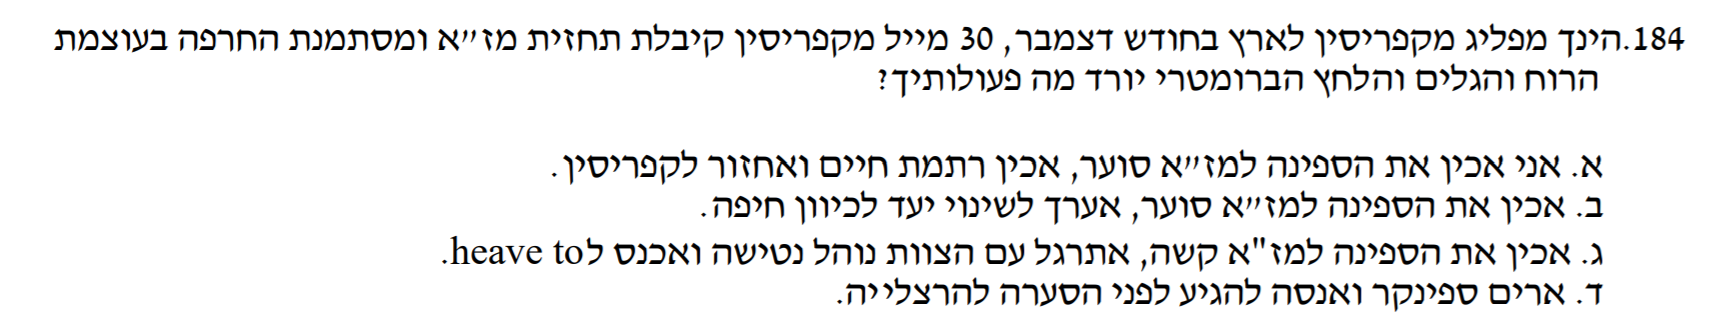 184.הינך מפליג מקפריסין לארץ בחודש דצמבר, 30 מייל מקפריסין קיבלת תחזית מז״א ומסתמנת החרפה בעוצמת
הרוח והגלים והלחץ הברומטרי יורד מה פעולותיך?
א. אני אכין את הספינה למז״א סוער, אכין רתמת חיים ואחזור לקפריסין.
ב. אכין את הספינה למז״א סוער, אערך לשינוי יעד לכיוון חיפה.
ג. אכין את הספינה למז"א קשה, אתרגל עם הצוות נוהל נטישה ואכנס לheave to.
ד. ארים ספינקר ואנסה להגיע לפני הסערה להרצלייה.